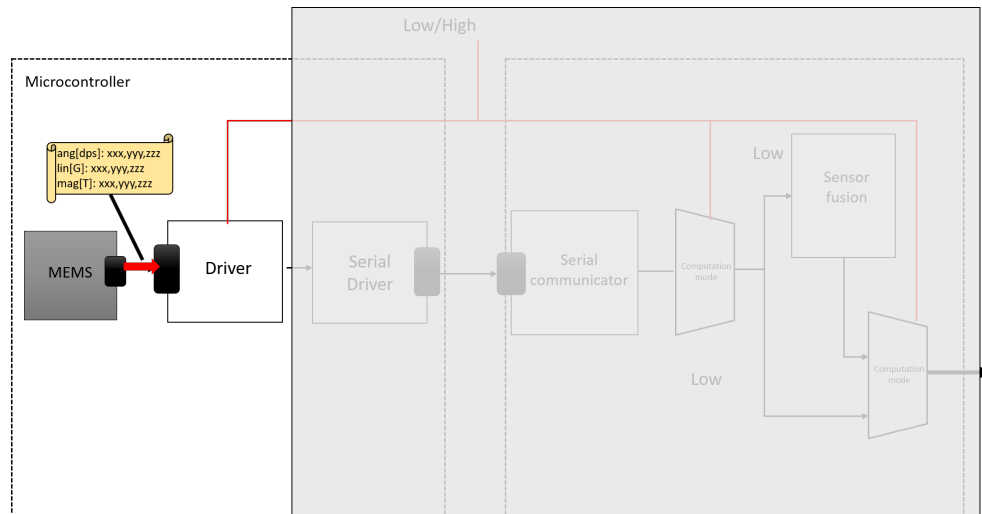 Low/High
Microcontroller
ang[dps]: xxx,yyy,zzz
lin[G]: xxx,yyy,zzz
mag[T]: xxx,yyy,zzz
Low
Sensor
fusion
MEMS
Driver
Serial
Driver
Serial
communicator
Computation
mode
Low
Computation
mode